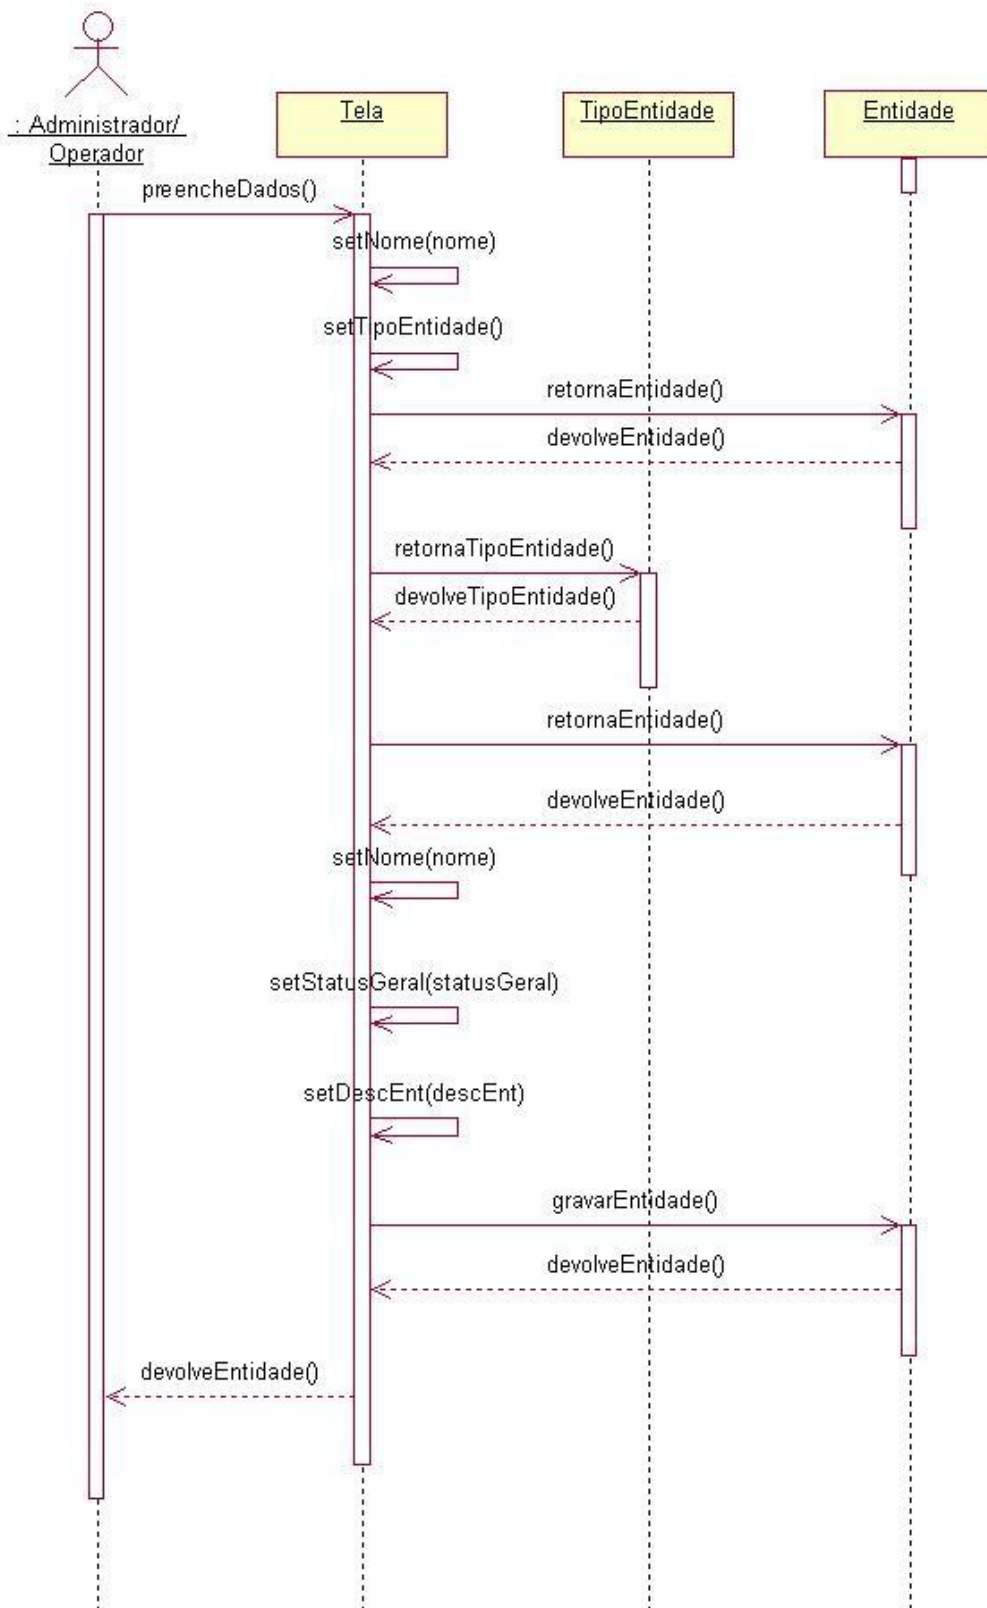 : Administrador/
Operador
Tela
TipoEntidade
Entidade
preencheDados()
setNome(nome)
setTipoEntidade()
retornaEntidade()
devolveEntidade()
retornaTipoEntidade()
devolveTipoEntidade()
retornaEntidade()
devolveEntidade()
setNome(nome)
setStatusGeral(statusGeral)
setDescEnt(descEnt)
gravarEntidade()
devolveEntidade()
devolveEntidade()